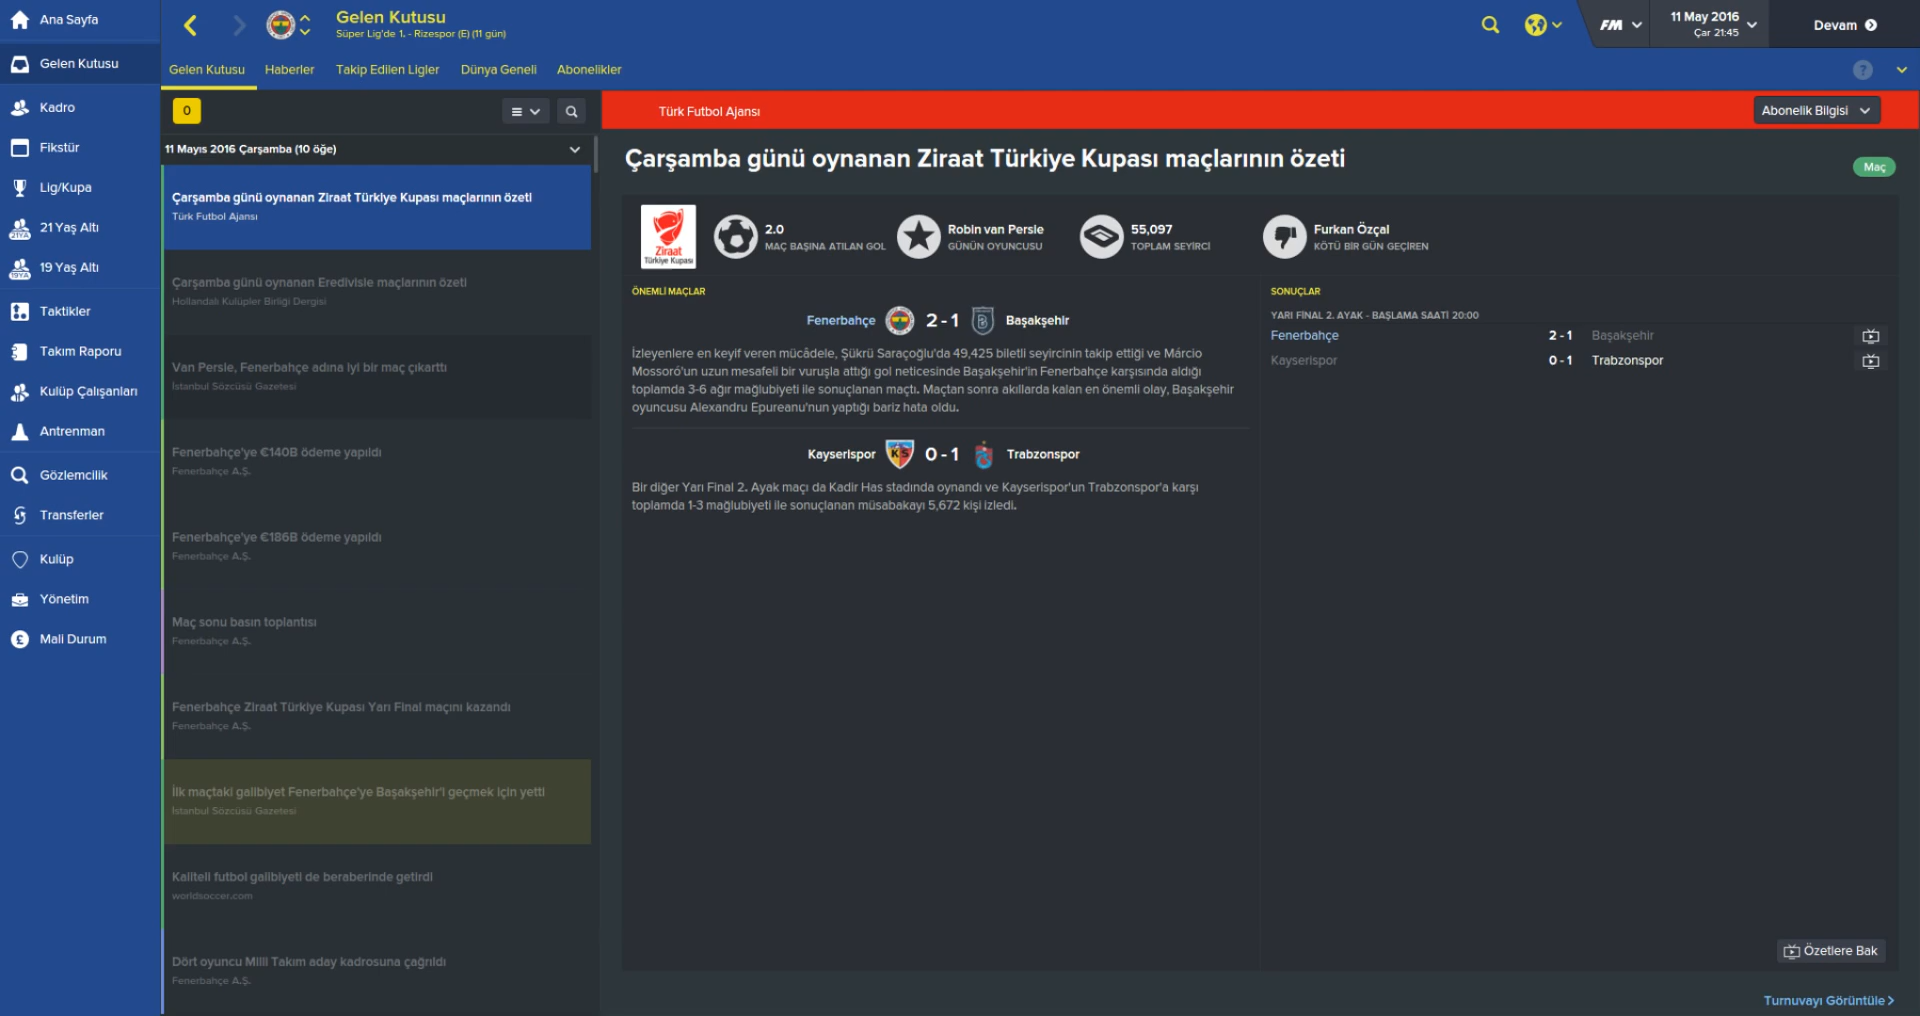 Ana Sayfa
Gelen Kutusu
Kadro
Fikstür
Lig/Kupa
21 Yaş Altı
19 Yaş Altı
Taktikler
Takım Raporu
Kulüp Çalışanları
Antrenman
Gözlemcilik
Transferler
Kulüp
Yönetim
Mali Durum
Gelen Kutusu
Süper Lig'de 1. - Rizespor (E) (11 gün)
FM
11 May 2016
Çar 21:45
Devam
Gelen Kutusu Haberler Takip Edilen Ligler Dünya Geneli Abonelikler
?
0
11 Mayıs 2016 Çarşamba (10 öğe)
Çarşamba günü oynanan Ziraat Türkiye Kupası maçlarının özeti
Türk Futbol Ajansı
Çarşamba günü oynanan Eredivisie maçlarının özeti
Hollandalı Kulüpler Birliği Dergisi
Van Persie, Fenerbahçe adına iyi bir maç çıkarttı
İstanbul Sözcüsü Gazetesi
Fenerbahçe'ye €140B ödeme yapıldı
Fenerbahçe A.Ş.
Fenerbahçe'ye €186B ödeme yapıldı
Fenerbahçe A.Ş.
Maç sonu basın toplantısı
Fenerbahçe A.Ş.
Fenerbahçe Ziraat Türkiye Kupası Yarı Final maçını kazandı
Fenerbahçe A.Ş.
İlk maçtaki galibiyet Fenerbahçe'ye Başakşehir'i geçmek için yetti
İstanbul Sözcüsü Gazetesi
Kaliteli futbol galibiyeti de beraberinde getirdi
worldsoccer.com
Dört oyuncu Milli Takım aday kadrosuna çağrıldı
Fenerbahçe A.Ş.
Türk Futbol Ajansı
Abonelik Bilgisi
Çarşamba günü oynanan Ziraat Türkiye Kupası maçlarının özeti
Maç
Ziraat
Türkiye Kupası
2.0
MAÇ BAŞINA ATILAN GOL
Robin van Persie
GÜNÜN OYUNCUSU
55,097
TOPLAM SEYİRCİ
Furkan Özçal
KÖTÜ BİR GÜN GEÇİREN
ÖNEMLİ MAÇLAR
Fenerbahçe 2 - 1 Başakşehir
İzleyenlere en keyif veren mücâdele, Şükrü Saraçoğlu'da 49,425 biletli seyircinin takip ettiği ve Márcio
Mossoró'un uzun mesafeli bir vuruşla attığı gol neticesinde Başakşehir'in Fenerbahçe karşısında aldığı
toplamda 3-6 ağır mağlubiyeti ile sonuçlanan maçtı. Maçtan sonra akıllarda kalan en önemli olay, Başakşehir
oyuncusu Alexandru Epureanu'nun yaptığı bariz hata oldu.
Kayserispor 0 - 1 Trabzonspor
Bir diğer Yarı Final 2. Ayak maçı da Kadir Has stadında oynandı ve Kayserispor'un Trabzonspor'a karşı
toplamda 1-3 mağlubiyeti ile sonuçlanan müsabakayı 5,672 kişi izledi.
SONUÇLAR
YARI FİNAL 2. AYAK - BAŞLAMA SAATİ 20:00
Fenerbahçe 2 - 1 Başakşehir
Kayserispor 0 - 1 Trabzonspor
Özetlere Bak
Turnuvayı Görüntüle >